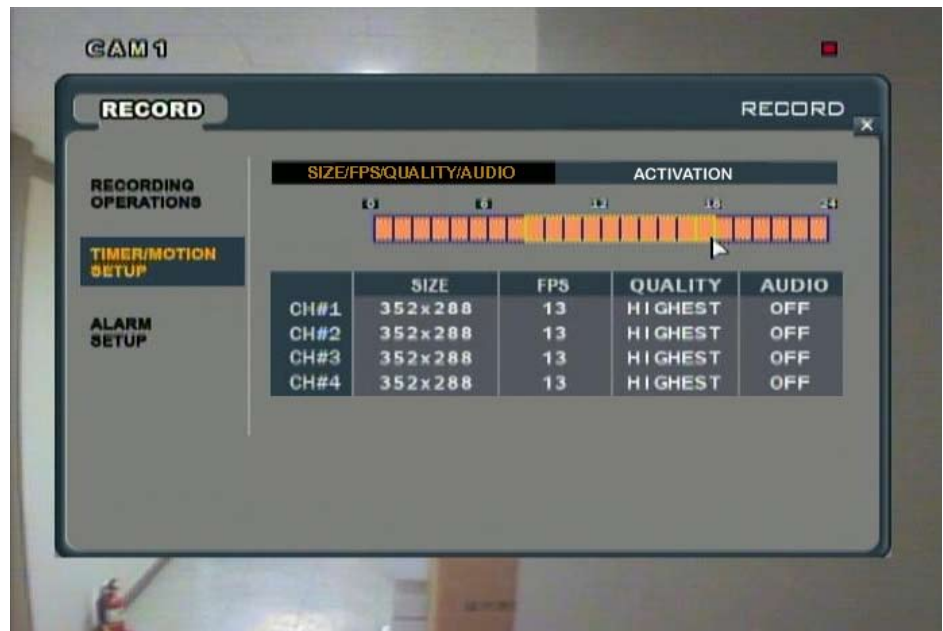 CAM 1
RECORD
RECORD
X
RECORDING
OPERATIONS
TIMER/MOTION
SETUP
ALARM
SETUP
SIZE/FPS/QUALITY/AUDIO ACTIVATION
0 6 12 18 24
SIZE FPS QUALITY AUDIO
CH#1 352x288 13 HIGHEST OFF
CH#2 352x288 13 HIGHEST OFF
CH#3 352x288 13 HIGHEST OFF
CH#4 352x288 13 HIGHEST OFF